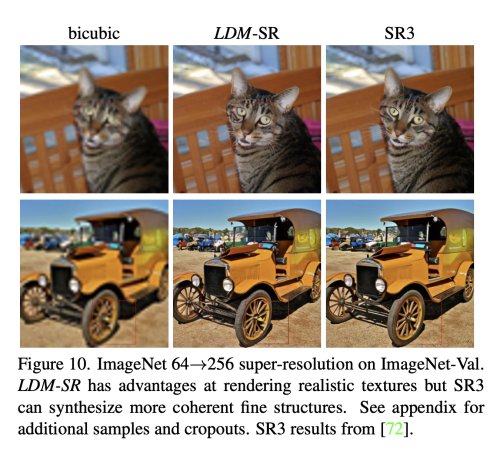 bicubic LDM-SR SR3
Figure 10. ImageNet 64→256 super-resolution on ImageNet-Val.
LDM-SR has advantages at rendering realistic textures but SR3
can synthesize more coherent fine structures. See appendix for
additional samples and cropouts. SR3 results from [72].